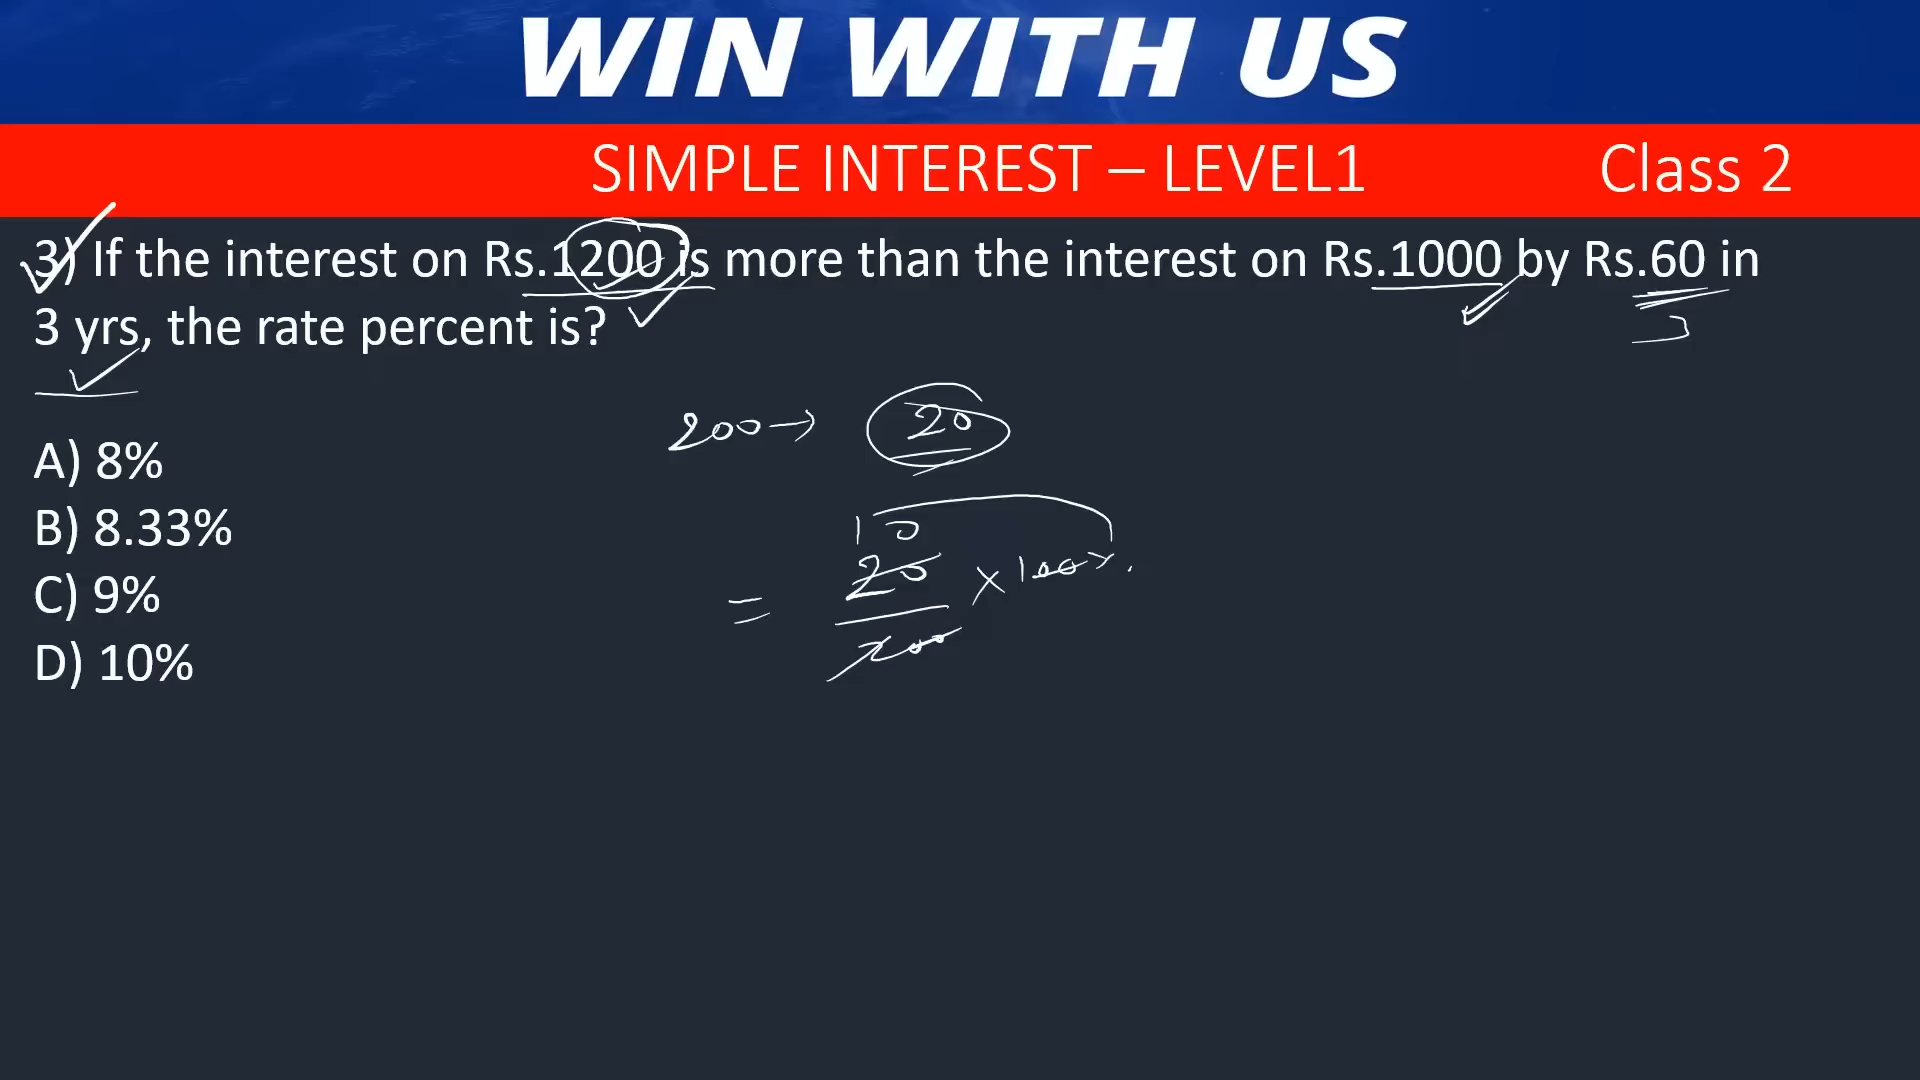 WIN WITH US
SIMPLE INTEREST – LEVEL1 Class 2
3) If the interest on Rs.1200 is more than the interest on Rs.1000 by Rs.60 in
3
3 yrs, the rate percent is?
200 → 20
A) 8%
B) 8.33%
10
= 20 × 100%.
200
C) 9%
D) 10%